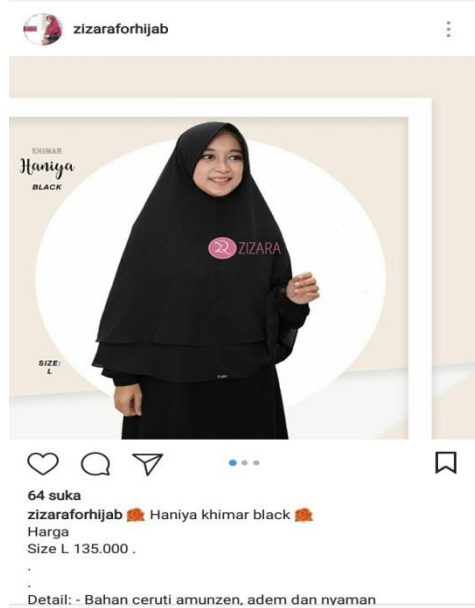 zizaraforhijab
KHIMAR
Haniya
BLACK
ZIZARA
SIZE:
L
64 suka
zizaraforhijab Haniya khimar black
Harga
Size L 135.000 .
.
.
Detail: - Bahan ceruti amunzen, adem dan nyaman